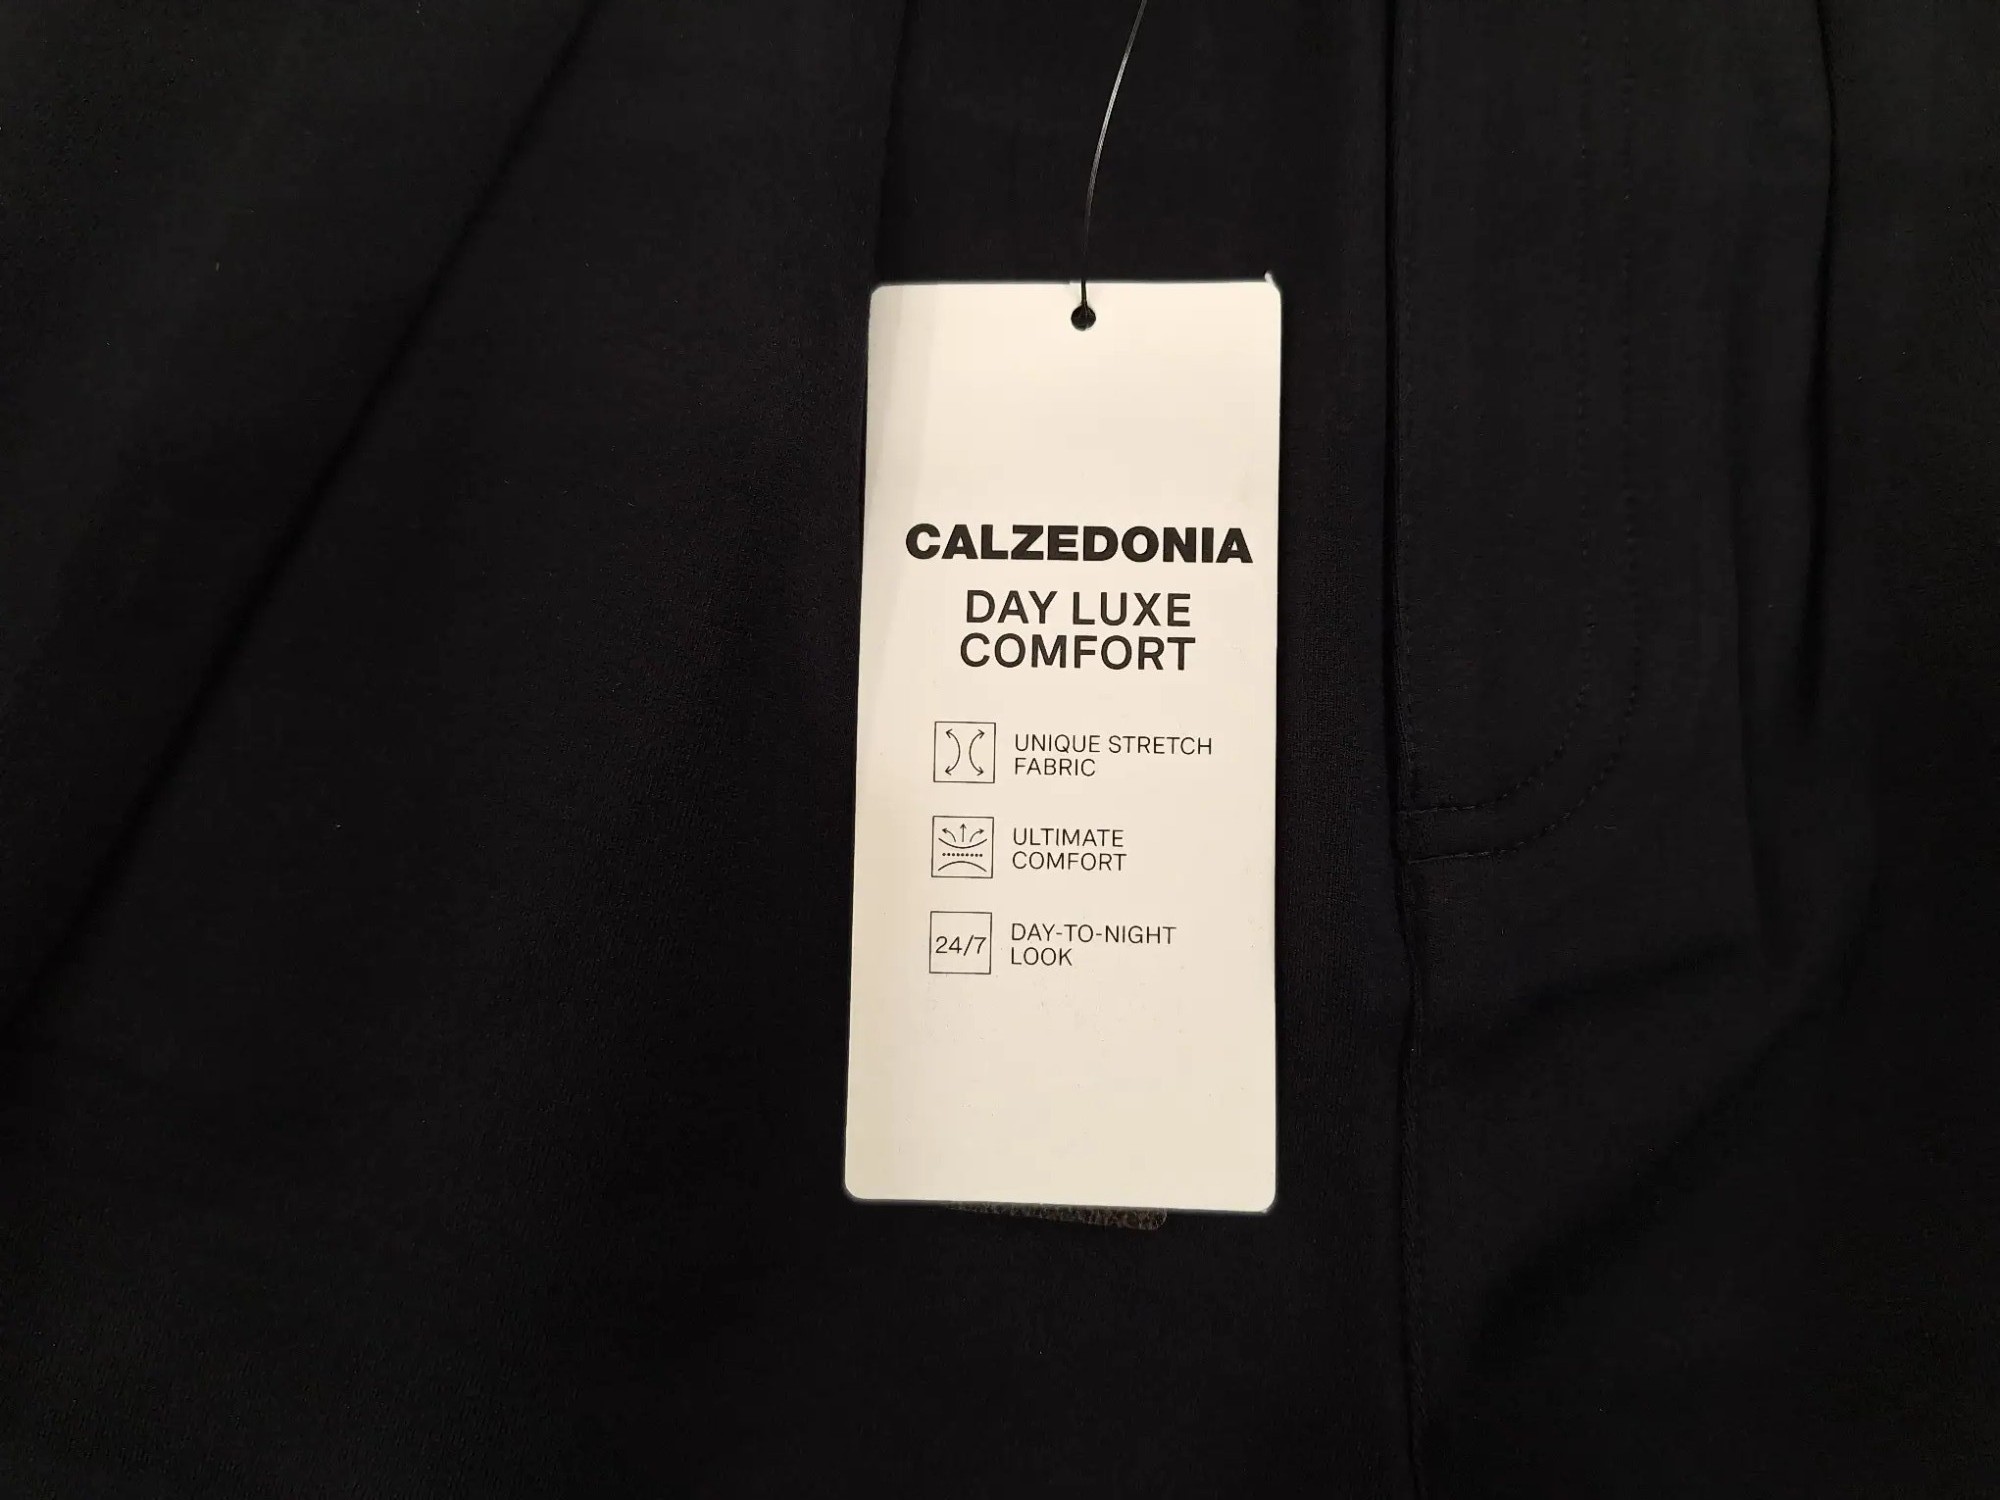 CALZEDONIA
DAY LUXE
COMFORT
UNIQUE STRETCH
FABRIC
ULTIMATE
COMFORT
24/7
DAY-TO-NIGHT
LOOK